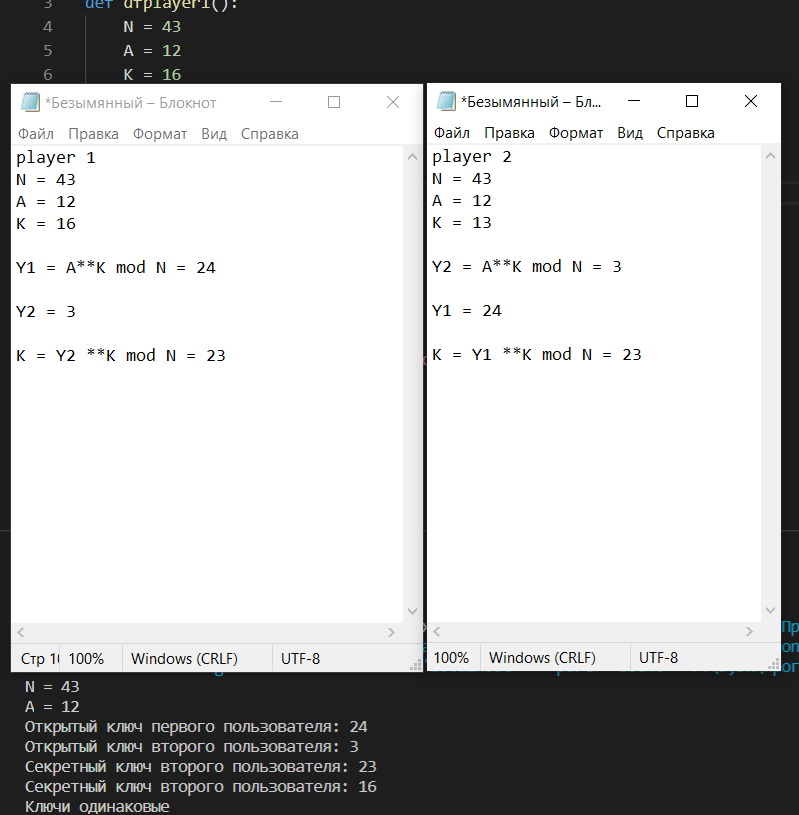 3 def dfplayer1():
4 N = 43
5 A = 12
6 K = 16
*Безымянный – Блокнот
Файл Правка Формат Вид Справка
player 1
N = 43
A = 12
K = 16
Y1 = A**K mod N = 24
Y2 = 3
K = Y2 **K mod N = 23
100% Windows (CRLF) UTF-8
*Безымянный – Бл...
Файл Правка Формат Вид Справка
player 2
N = 43
A = 12
K = 13
Y2 = A**K mod N = 3
Y1 = 24
K = Y1 **K mod N = 23
100% Windows (CRLF) UTF-8
N = 43
A = 12
Открытый ключ первого пользователя: 24
Открытый ключ второго пользователя: 3
Секретный ключ второго пользователя: 23
Секретный ключ второго пользователя: 16
Ключи одинаковые